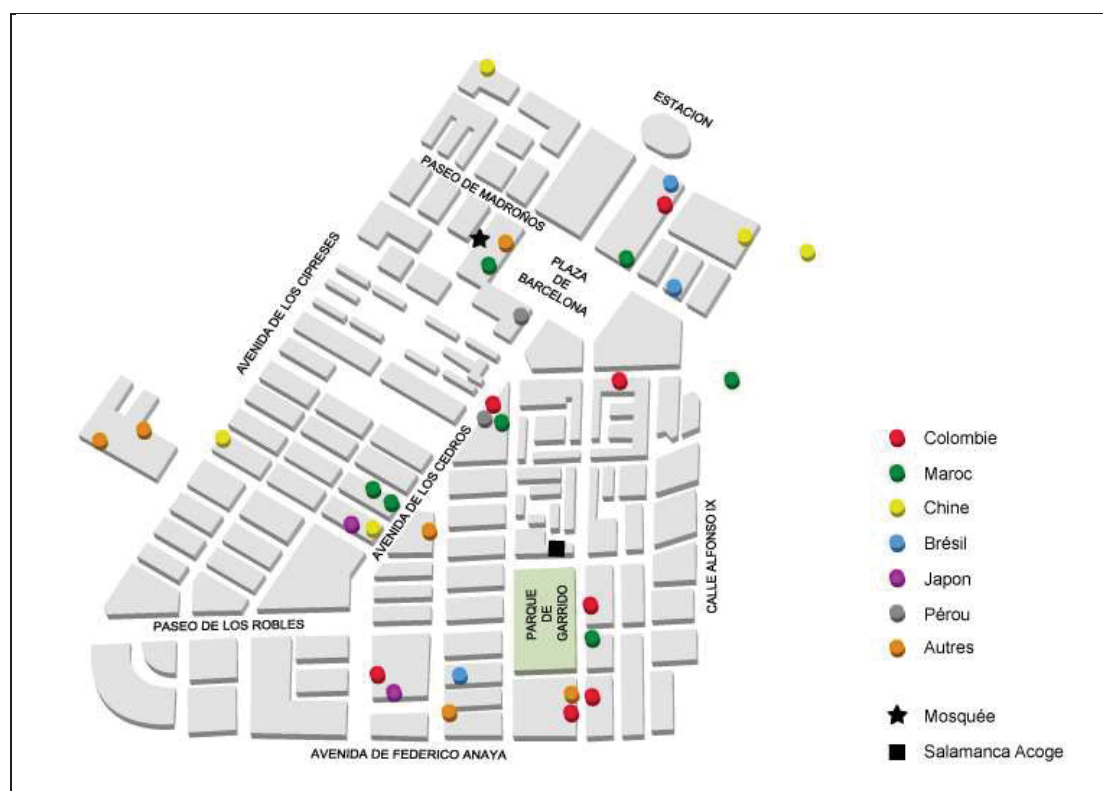 ESTACION
PASEO DE MADROÑOS
PLAZA
DE
BARCELONA
AVENIDA DE LOS CIPRESES
AVENIDA DE LOS CEDROS
CALLE ALFONSO IX
PARQUE
DE
GARRIDO
PASEO DE LOS ROBLES
AVENIDA DE FEDERICO ANAYA
Colombie
Maroc
Chine
Brésil
Japon
Pérou
Autres
Mosquée
Salamanca Acoge